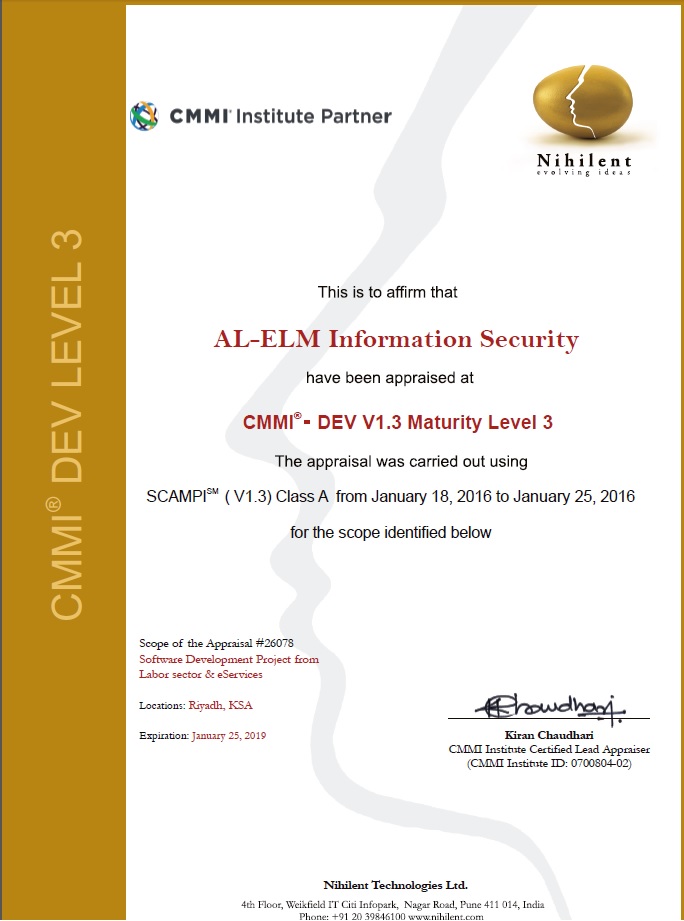 CMMI® DEV LEVEL 3
CMMI® Institute Partner
Nihilent
evolving ideas
This is to affirm that
AL-ELM Information Security
have been appraised at
CMMI®- DEV V1.3 Maturity Level 3
The appraisal was carried out using
SCAMPI℠ ( V1.3) Class A from January 18, 2016 to January 25, 2016
for the scope identified below
Scope of the Appraisal #26078
Software Development Project from
Labor sector & eServices
Locations: Riyadh, KSA
Expiration: January 25, 2019
KChaudhari
Kiran Chaudhari
CMMI Institute Certified Lead Appraiser
(CMMI Institute ID: 0700804-02)
Nihilent Technologies Ltd.
4th Floor, Weikfield IT Citi Infopark, Nagar Road, Pune 411 014, India
Phone: +91 20 39846100 www.nihilent.com